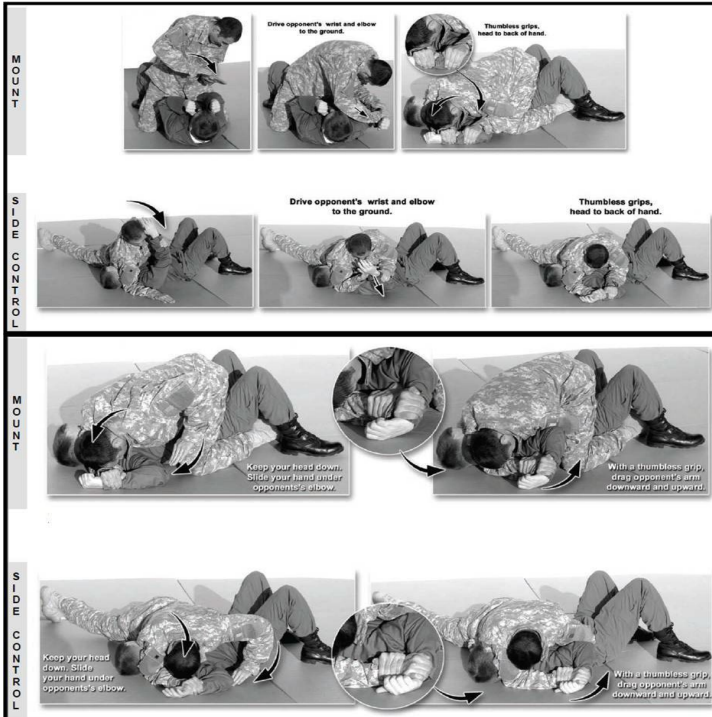 MOUNT
Drive opponent's wrist and elbow
to the ground.
Thumbless grips,
head to back of hand.
SIDE CONTROL
Drive opponent's wrist and elbow
to the ground.
Thumbless grips,
head to back of hand.
MOUNT
Keep your head down.
Slide your hand under
opponents's elbow.
With a thumbless grip,
drag opponent's arm
downward and upward.
SIDE CONTROL
Keep your head
down. Slide
your hand under
opponents's elbow.
With a thumbless grip,
drag opponent's arm
downward and upward.